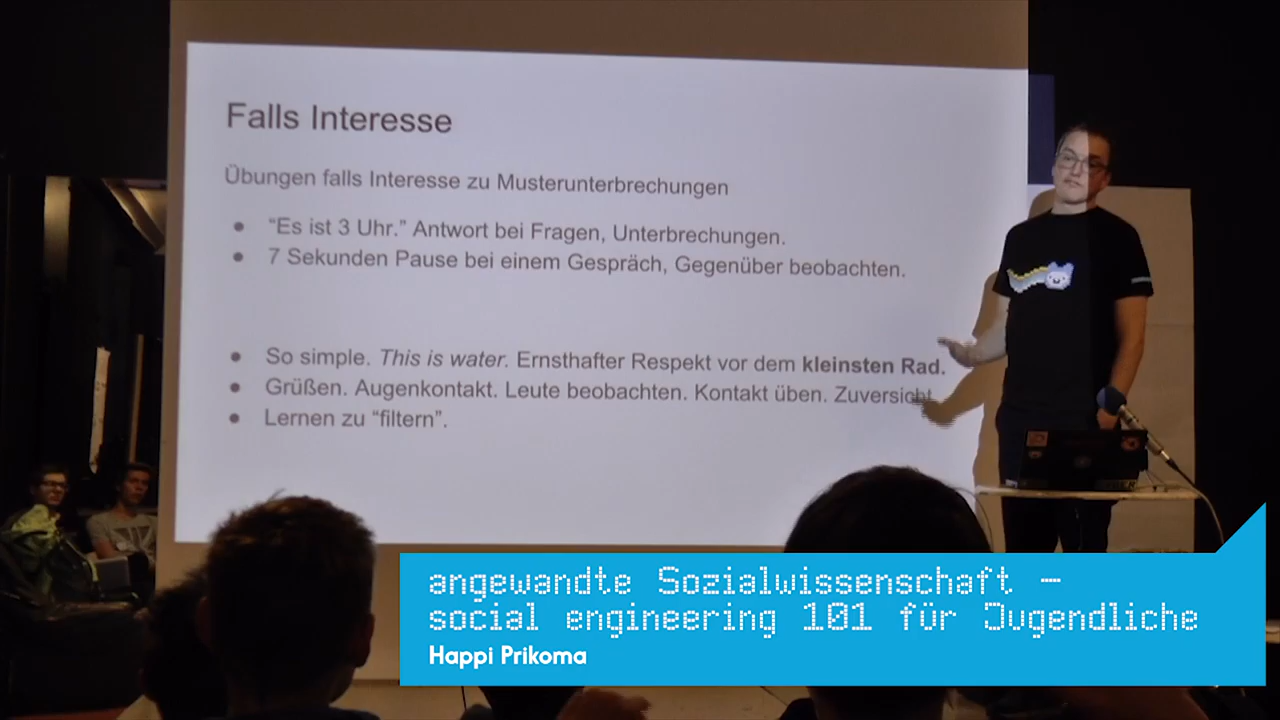 Falls Interesse
Übungen falls Interesse zu Musterunterbrechungen
● “Es ist 3 Uhr.” Antwort bei Fragen, Unterbrechungen.
● 7 Sekunden Pause bei einem Gespräch, Gegenüber beobachten.
● So simple. This is water. Ernsthafter Respekt vor dem kleinsten Rad.
● Grüßen. Augenkontakt. Leute beobachten. Kontakt üben. Zuversicht
● Lernen zu “filtern”.
angewandte Sozialwissenschaft –
social engineering 101 für Jugendliche
Happi Prikoma